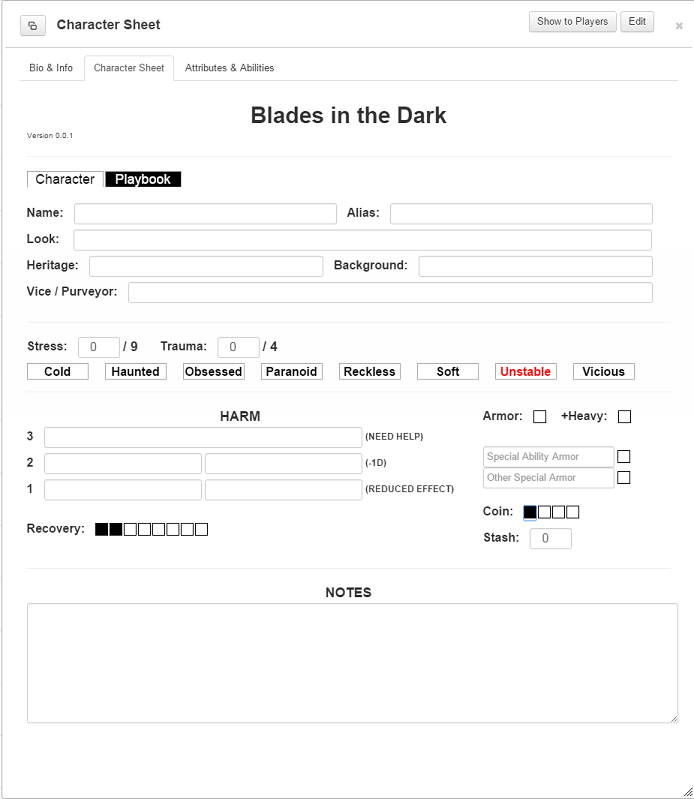 Character Sheet
Show to Players Edit ×
Bio & Info Character Sheet Attributes & Abilities
Blades in the Dark
Version 0.0.1
Character Playbook
Name: Alias:
Look:
Heritage: Background:
Vice / Purveyor:
Stress: 0 / 9 Trauma: 0 / 4
Cold Haunted Obsessed Paranoid Reckless Soft Unstable Vicious
HARM
Armor: +Heavy:
3 (NEED HELP)
2 (-1D)
1 (REDUCED EFFECT)
Special Ability Armor
Other Special Armor
Recovery:
Coin:
Stash: 0
NOTES